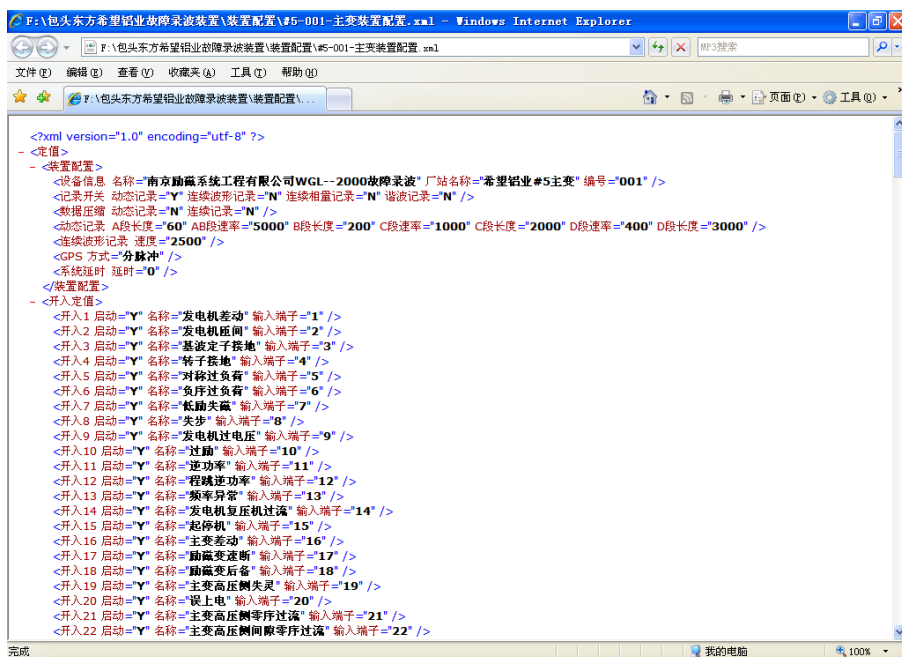 F:\包头东方希望铝业故障录波装置\装置配置\#5-001-主变装置配置.xml - Windows Internet Explorer
F:\包头东方希望铝业故障录波装置\装置配置\#5-001-主变装置配置.xml
MP3搜索
文件(F) 编辑(E) 查看(V) 收藏夹(A) 工具(T) 帮助(H)
F:\包头东方希望铝业故障录波装置\装置配置\...
页面(P) 工具(O)
<?xml version="1.0" encoding="utf-8" ?>
- <定值>
- <装置配置>
<设备信息 名称="南京励磁系统工程有限公司WGL--2000故障录波" 厂站名称="希望铝业#5主变" 编号="001" />
<记录开关 动态记录="Y" 连续波形记录="N" 连续相量记录="N" 谐波记录="N" />
<数据压缩 动态记录="N" 连续记录="N" />
<动态记录 A段长度="60" AB段速率="5000" B段长度="200" C段速率="1000" C段长度="2000" D段速率="400" D段长度="3000" />
<连续波形记录 速度="2500" />
<GPS 方式="分脉冲" />
<系统延时 延时="0" />
</装置配置>
- <开入定值>
<开入1 启动="Y" 名称="发电机差动" 输入端子="1" />
<开入2 启动="Y" 名称="发电机匝间" 输入端子="2" />
<开入3 启动="Y" 名称="基波定子接地" 输入端子="3" />
<开入4 启动="Y" 名称="转子接地" 输入端子="4" />
<开入5 启动="Y" 名称="对称过负荷" 输入端子="5" />
<开入6 启动="Y" 名称="负序过负荷" 输入端子="6" />
<开入7 启动="Y" 名称="低励失磁" 输入端子="7" />
<开入8 启动="Y" 名称="失步" 输入端子="8" />
<开入9 启动="Y" 名称="发电机过电压" 输入端子="9" />
<开入10 启动="Y" 名称="过励" 输入端子="10" />
<开入11 启动="Y" 名称="逆功率" 输入端子="11" />
<开入12 启动="Y" 名称="程跳逆功率" 输入端子="12" />
<开入13 启动="Y" 名称="频率异常" 输入端子="13" />
<开入14 启动="Y" 名称="发电机复压机过流" 输入端子="14" />
<开入15 启动="Y" 名称="起停机" 输入端子="15" />
<开入16 启动="Y" 名称="主变差动" 输入端子="16" />
<开入17 启动="Y" 名称="励磁变速断" 输入端子="17" />
<开入18 启动="Y" 名称="励磁变后备" 输入端子="18" />
<开入19 启动="Y" 名称="主变高压侧失灵" 输入端子="19" />
<开入20 启动="Y" 名称="误上电" 输入端子="20" />
<开入21 启动="Y" 名称="主变高压侧零序过流" 输入端子="21" />
<开入22 启动="Y" 名称="主变高压侧间隙零序过流" 输入端子="22" />
完成 我的电脑 100%